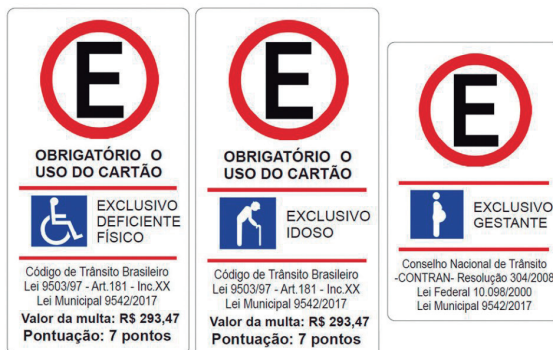 E
OBRIGATÓRIO O
USO DO CARTÃO
EXCLUSIVO
DEFICIENTE
FÍSICO
Código de Trânsito Brasileiro
Lei 9503/97 - Art.181 - Inc.XX
Lei Municipal 9542/2017
Valor da multa: R$ 293,47
Pontuação: 7 pontos
E
OBRIGATÓRIO O
USO DO CARTÃO
EXCLUSIVO
IDOSO
Código de Trânsito Brasileiro
Lei 9503/97 - Art.181 - Inc.XX
Lei Municipal 9542/2017
Valor da multa: R$ 293,47
Pontuação: 7 pontos
E
EXCLUSIVO
GESTANTE
Conselho Nacional de Trânsito
-CONTRAN- Resolução 304/2008
Lei Federal 10.098/2000
Lei Municipal 9542/2017